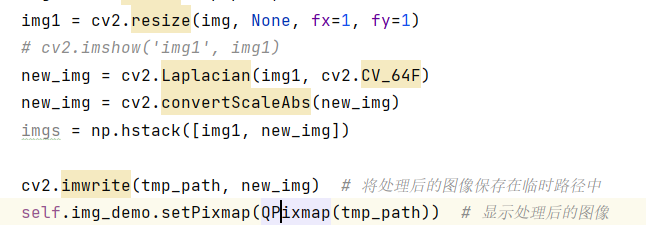 img1 = cv2.resize(img, None, fx=1, fy=1)
# cv2.imshow('img1', img1)
new_img = cv2.Laplacian(img1, cv2.CV_64F)
new_img = cv2.convertScaleAbs(new_img)
imgs = np.hstack([img1, new_img])
cv2.imwrite(tmp_path, new_img)  # 将处理后的图像保存在临时路径中
self.img_demo.setPixmap(QPixmap(tmp_path))  # 显示处理后的图像